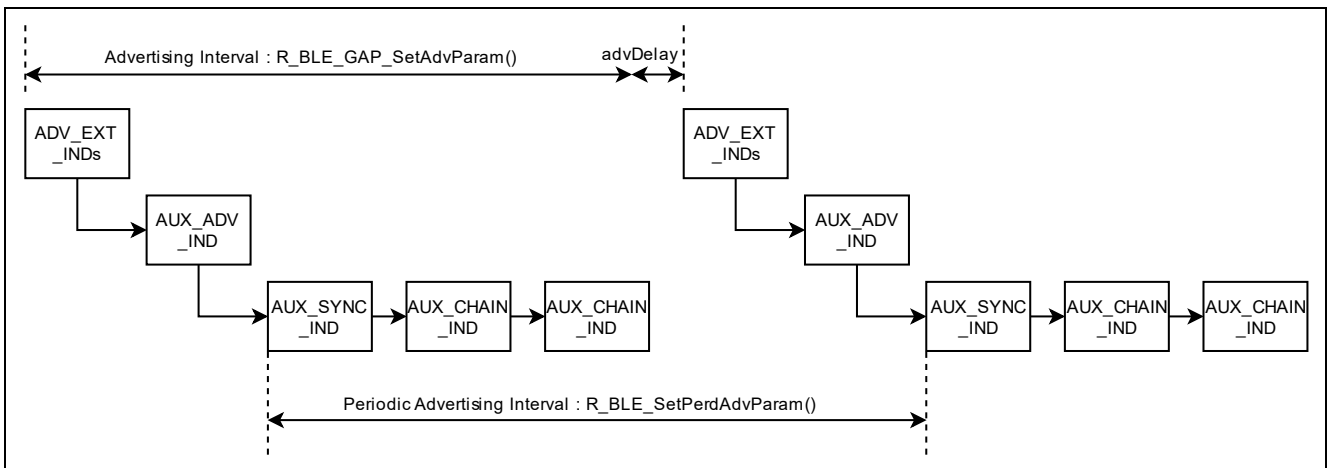 Advertising Interval : R_BLE_GAP_SetAdvParam()
advDelay
ADV_EXT
_INDs
ADV_EXT
_INDs
AUX_ADV
_IND
AUX_ADV
_IND
AUX_SYNC
_IND
AUX_CHAIN
_IND
AUX_CHAIN
_IND
AUX_SYNC
_IND
AUX_CHAIN
_IND
AUX_CHAIN
_IND
Periodic Advertising Interval : R_BLE_SetPerdAdvParam()